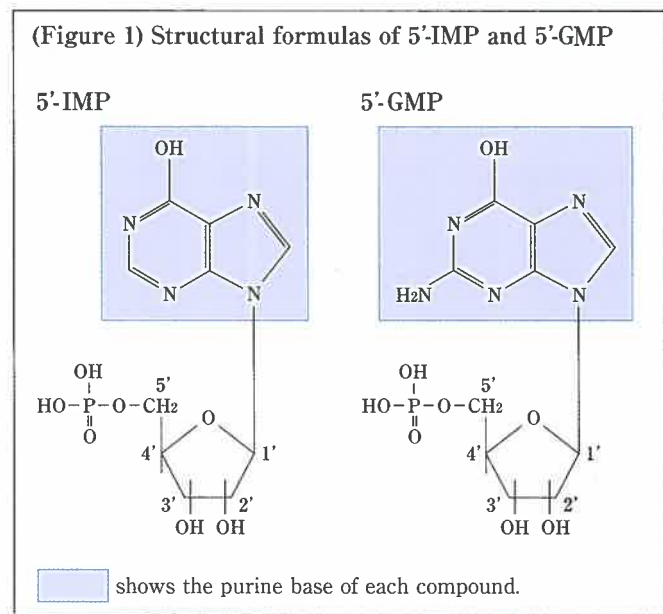 (Figure 1) Structural formulas of 5'-IMP and 5'-GMP
5'-IMP
OH
N
N
N
N
OH
HO-P-O-CH2
O
5'
O
4'
1'
3'
2'
OH OH
5'-GMP
OH
N
N
H2N
N
N
OH
HO-P-O-CH2
O
5'
O
4'
1'
3'
2'
OH OH
shows the purine base of each compound.